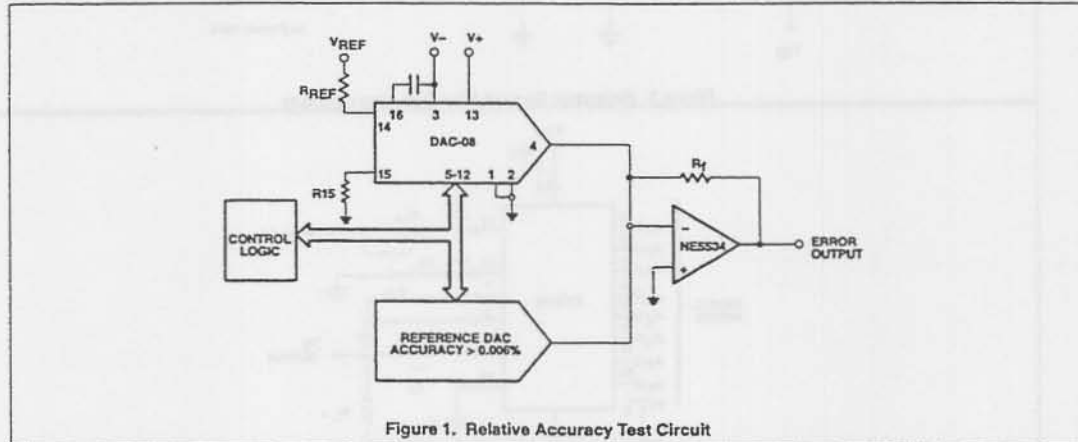 VREF
V–
V+
RREF
16
3
13
14
DAC-08
4
15
5-12
1
2
R15
Rf
CONTROL
LOGIC
–
NE5534
+
ERROR
OUTPUT
REFERENCE DAC
ACCURACY > 0.006%
Figure 1. Relative Accuracy Test Circuit